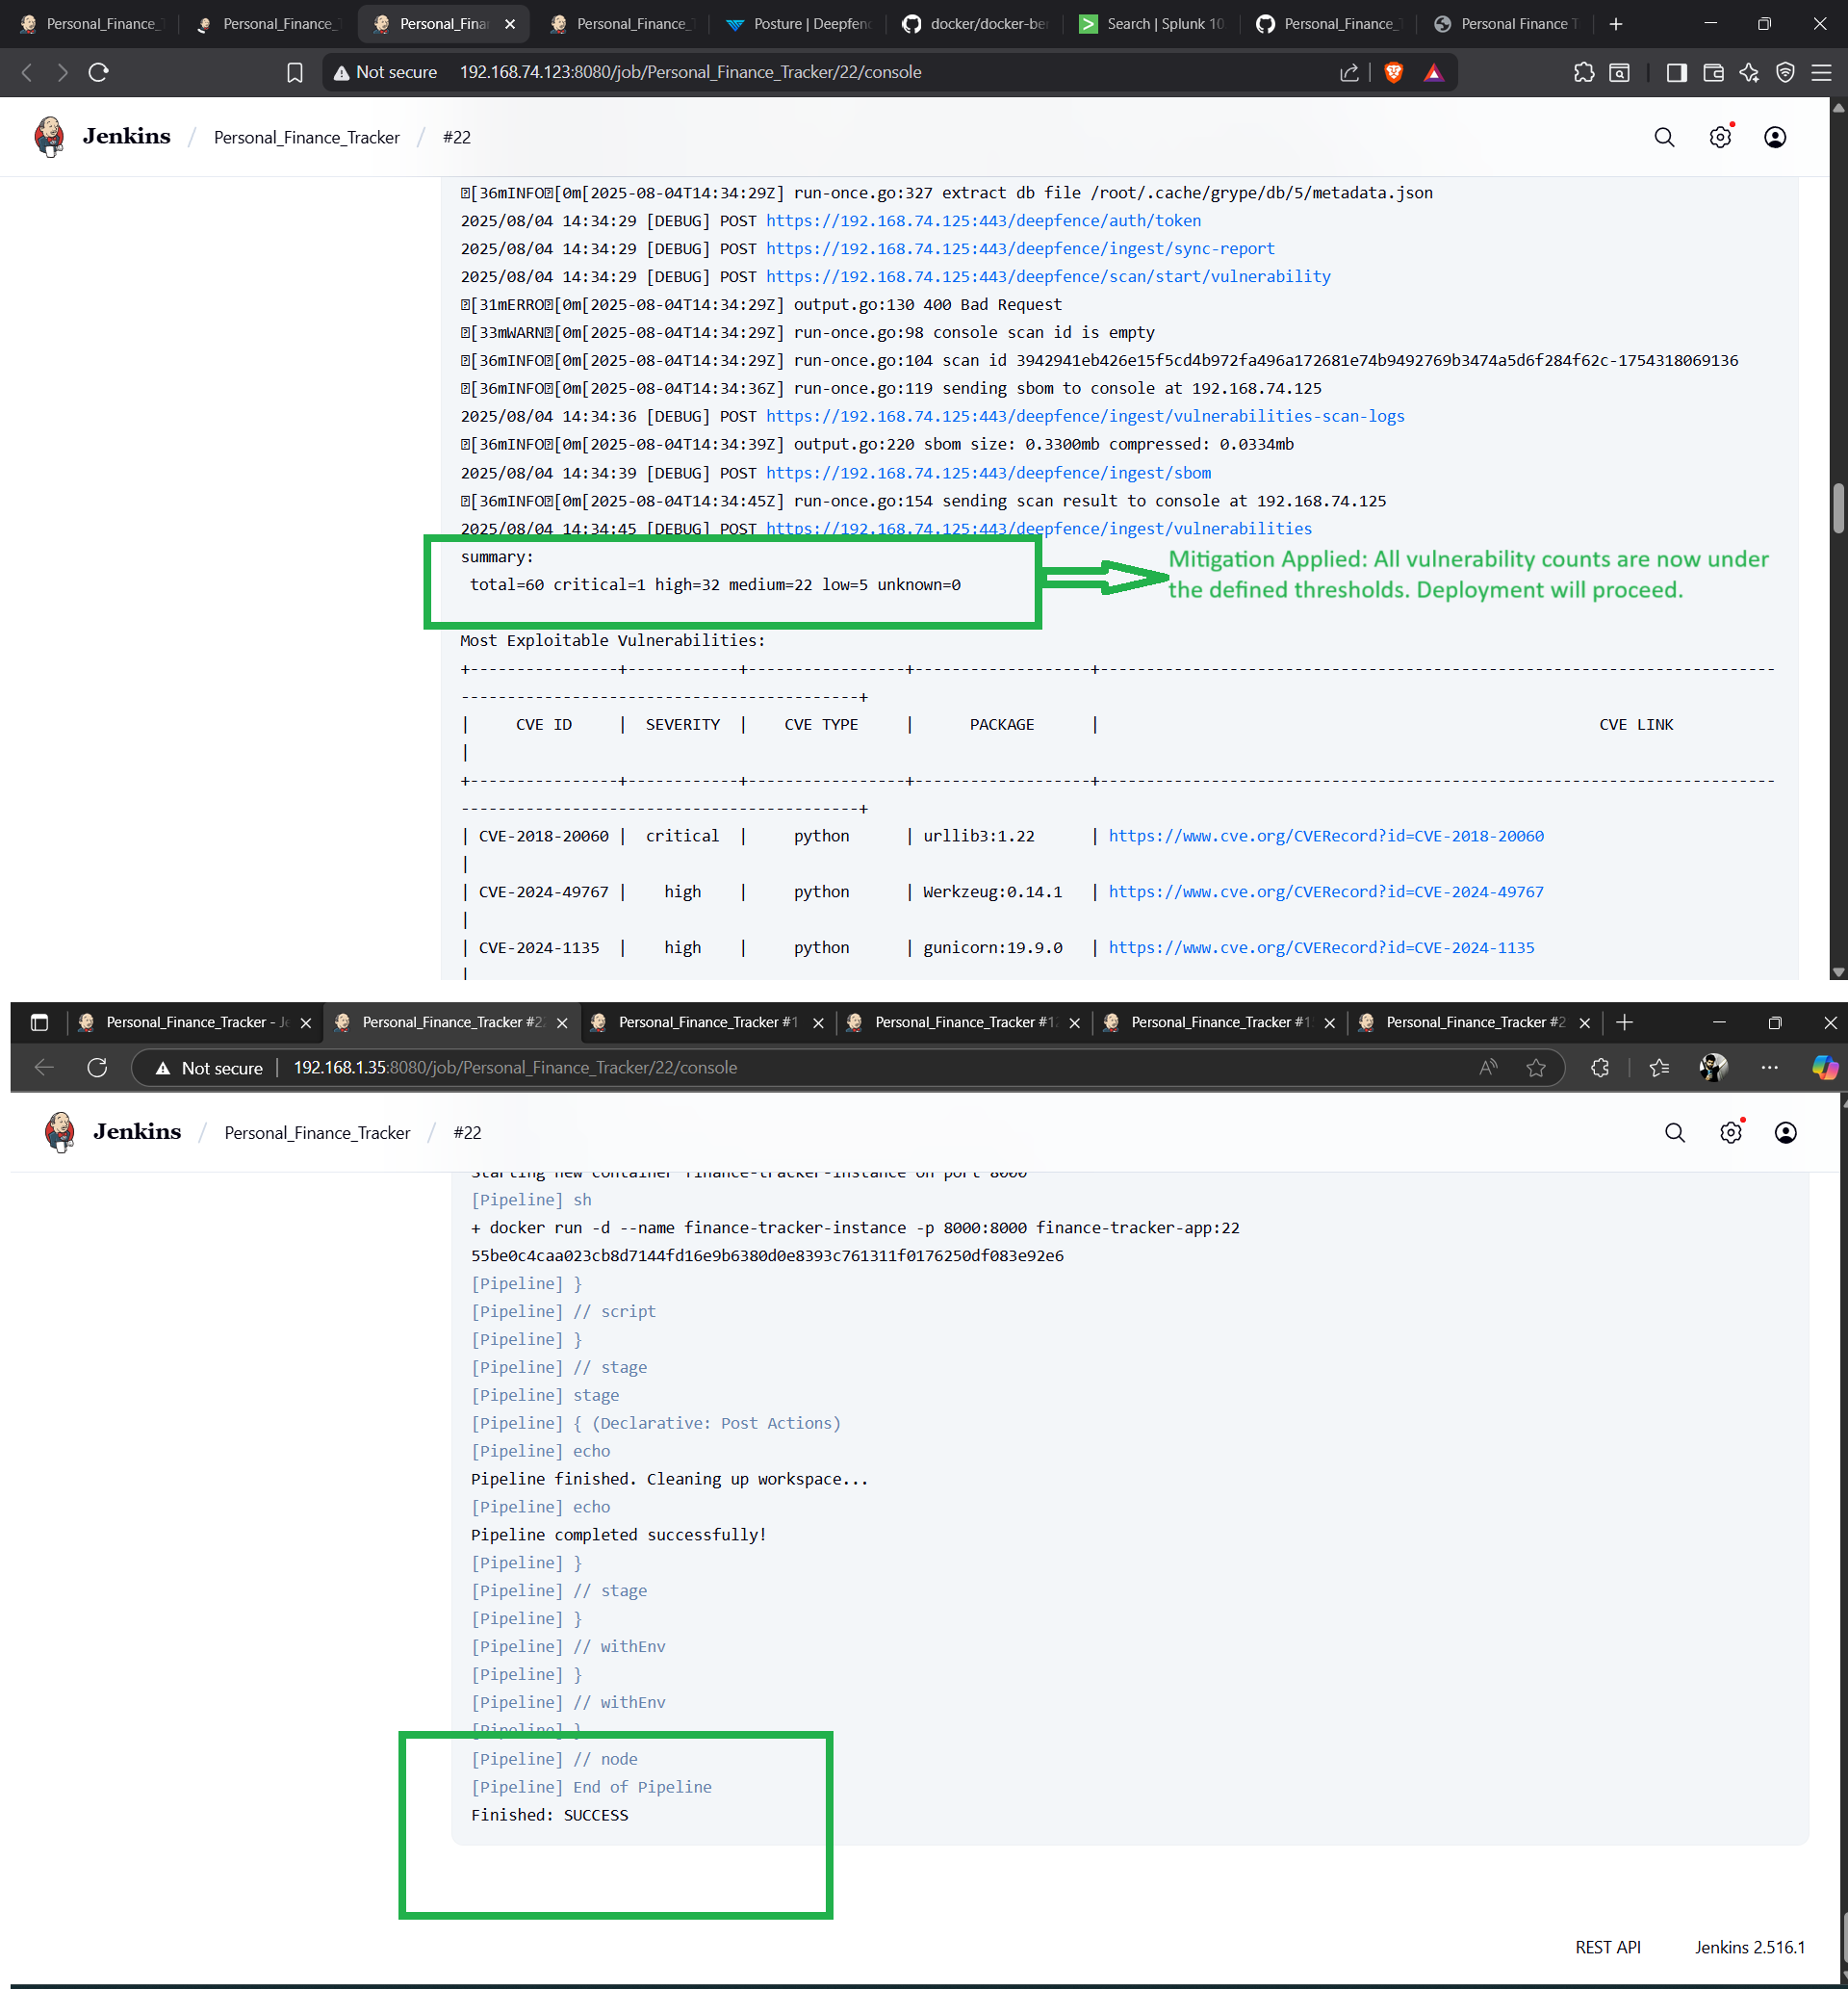 Personal_Finance_
Personal_Finance_
Personal_Fina
Personal_Finance_
Posture | Deepfen
docker/docker-be
Search | Splunk 10
Personal_Finance_
Personal Finance T
Not secure 192.168.74.123:8080/job/Personal_Finance_Tracker/22/console
Jenkins / Personal_Finance_Tracker / #22
[36mINFO[0m[2025-08-04T14:34:29Z] run-once.go:327 extract db file /root/.cache/grype/db/5/metadata.json
2025/08/04 14:34:29 [DEBUG] POST https://192.168.74.125:443/deepfence/auth/token
2025/08/04 14:34:29 [DEBUG] POST https://192.168.74.125:443/deepfence/ingest/sync-report
2025/08/04 14:34:29 [DEBUG] POST https://192.168.74.125:443/deepfence/scan/start/vulnerability
[31mERRO[0m[2025-08-04T14:34:29Z] output.go:130 400 Bad Request
[33mWARN[0m[2025-08-04T14:34:29Z] run-once.go:98 console scan id is empty
[36mINFO[0m[2025-08-04T14:34:29Z] run-once.go:104 scan id 3942941eb426e15f5cd4b972fa496a172681e74b9492769b3474a5d6f284f62c-1754318069136
[36mINFO[0m[2025-08-04T14:34:36Z] run-once.go:119 sending sbom to console at 192.168.74.125
2025/08/04 14:34:36 [DEBUG] POST https://192.168.74.125:443/deepfence/ingest/vulnerabilities-scan-logs
[36mINFO[0m[2025-08-04T14:34:39Z] output.go:220 sbom size: 0.3300mb compressed: 0.0334mb
2025/08/04 14:34:39 [DEBUG] POST https://192.168.74.125:443/deepfence/ingest/sbom
[36mINFO[0m[2025-08-04T14:34:45Z] run-once.go:154 sending scan result to console at 192.168.74.125
2025/08/04 14:34:45 [DEBUG] POST https://192.168.74.125:443/deepfence/ingest/vulnerabilities
summary:
total=60 critical=1 high=32 medium=22 low=5 unknown=0
Mitigation Applied: All vulnerability counts are now under
the defined thresholds. Deployment will proceed.
Most Exploitable Vulnerabilities:
| CVE ID | SEVERITY | CVE TYPE | PACKAGE | CVE LINK
|
| CVE-2018-20060 | critical | python | urllib3:1.22 | https://www.cve.org/CVERecord?id=CVE-2018-20060
|
| CVE-2024-49767 | high | python | Werkzeug:0.14.1 | https://www.cve.org/CVERecord?id=CVE-2024-49767
|
| CVE-2024-1135 | high | python | gunicorn:19.9.0 | https://www.cve.org/CVERecord?id=CVE-2024-1135
|
Personal_Finance_Tracker - Je
Personal_Finance_Tracker #2
Personal_Finance_Tracker #1
Personal_Finance_Tracker #1
Personal_Finance_Tracker #1
Personal_Finance_Tracker #2
Not secure | 192.168.1.35:8080/job/Personal_Finance_Tracker/22/console
Jenkins / Personal_Finance_Tracker / #22
Starting new container finance-tracker-instance on port 8000
[Pipeline] sh
+ docker run -d --name finance-tracker-instance -p 8000:8000 finance-tracker-app:22
55be0c4caa023cb8d7144fd16e9b6380d0e8393c761311f0176250df083e92e6
[Pipeline] }
[Pipeline] // script
[Pipeline] }
[Pipeline] // stage
[Pipeline] stage
[Pipeline] { (Declarative: Post Actions)
[Pipeline] echo
Pipeline finished. Cleaning up workspace...
[Pipeline] echo
Pipeline completed successfully!
[Pipeline] }
[Pipeline] // stage
[Pipeline] }
[Pipeline] // withEnv
[Pipeline] }
[Pipeline] // withEnv
[Pipeline] }
[Pipeline] // node
[Pipeline] End of Pipeline
Finished: SUCCESS
REST API
Jenkins 2.516.1